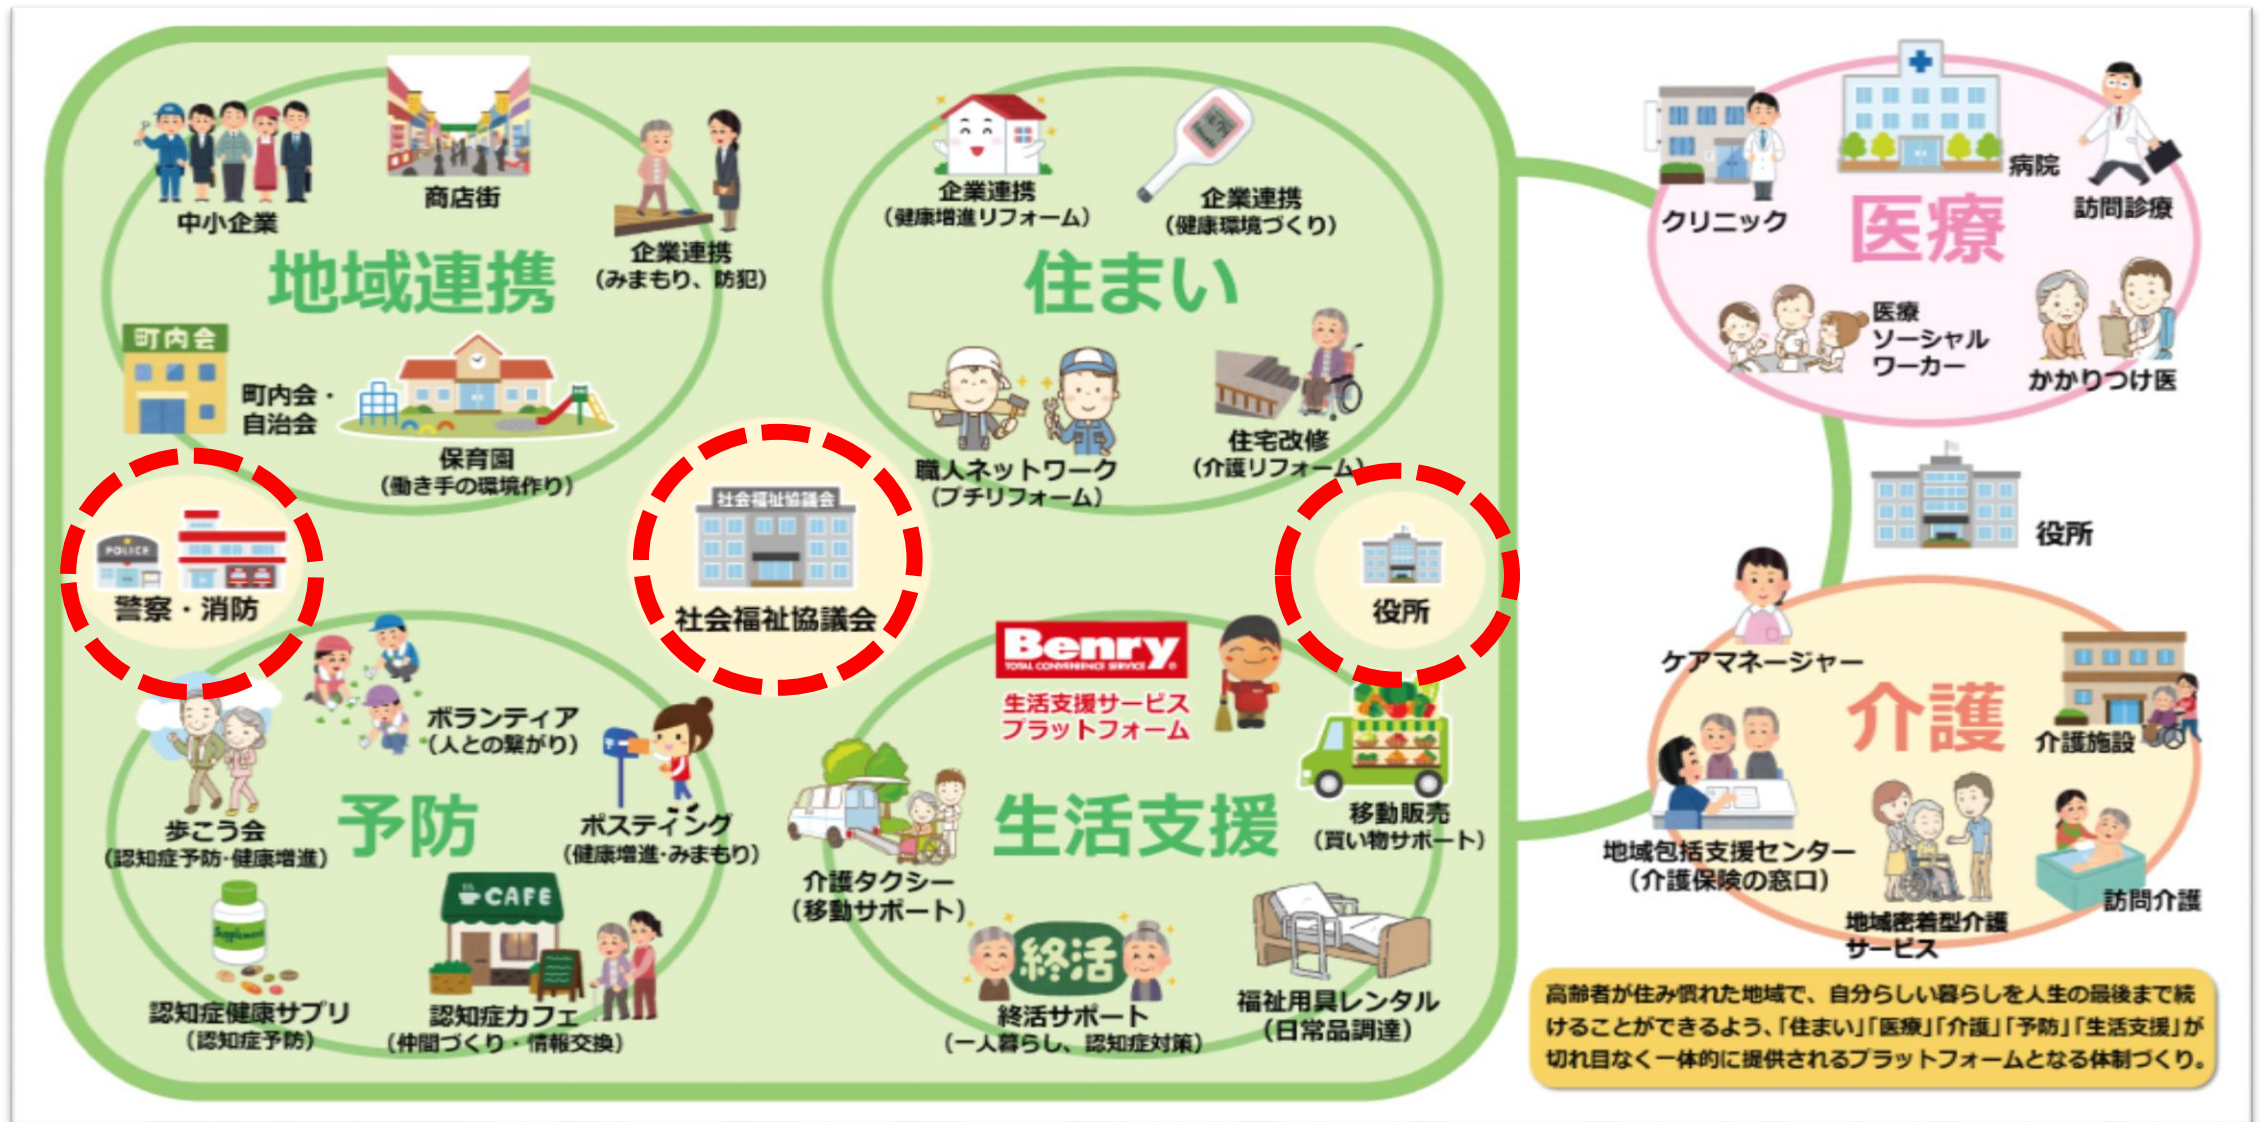 中小企業
商店街
企業連携
（みまもり、防犯）
地域連携
町内会
町内会・
自治会
保育園
（働き手の環境作り）
企業連携
（健康増進リフォーム）
企業連携
（健康環境づくり）
住まい
職人ネットワーク
（プチリフォーム）
住宅改修
（介護リフォーム）
POLICE
警察・消防
社会福祉協議会
社会福祉協議会
役所
ボランティア
（人との繋がり）
歩こう会
（認知症予防・健康増進）
予防
ポスティング
（健康増進・みまもり）
Supplement
認知症健康サプリ
（認知症予防）
CAFE
認知症カフェ
（仲間づくり・情報交換）
Benry
TOTAL CONVENIENCE SERVICE
生活支援サービス
プラットフォーム
生活支援
移動販売
（買い物サポート）
介護タクシー
（移動サポート）
終活
終活サポート
（一人暮らし、認知症対策）
福祉用具レンタル
（日常品調達）
クリニック
病院
訪問診療
医療
医療
ソーシャル
ワーカー
かかりつけ医
役所
ケアマネージャー
介護
介護施設
地域包括支援センター
（介護保険の窓口）
地域密着型介護
サービス
訪問介護
高齢者が住み慣れた地域で、自分らしい暮らしを人生の最後まで続
けることができるよう、「住まい」「医療」「介護」「予防」「生活支援」が
切れ目なく一体的に提供されるプラットフォームとなる体制づくり。